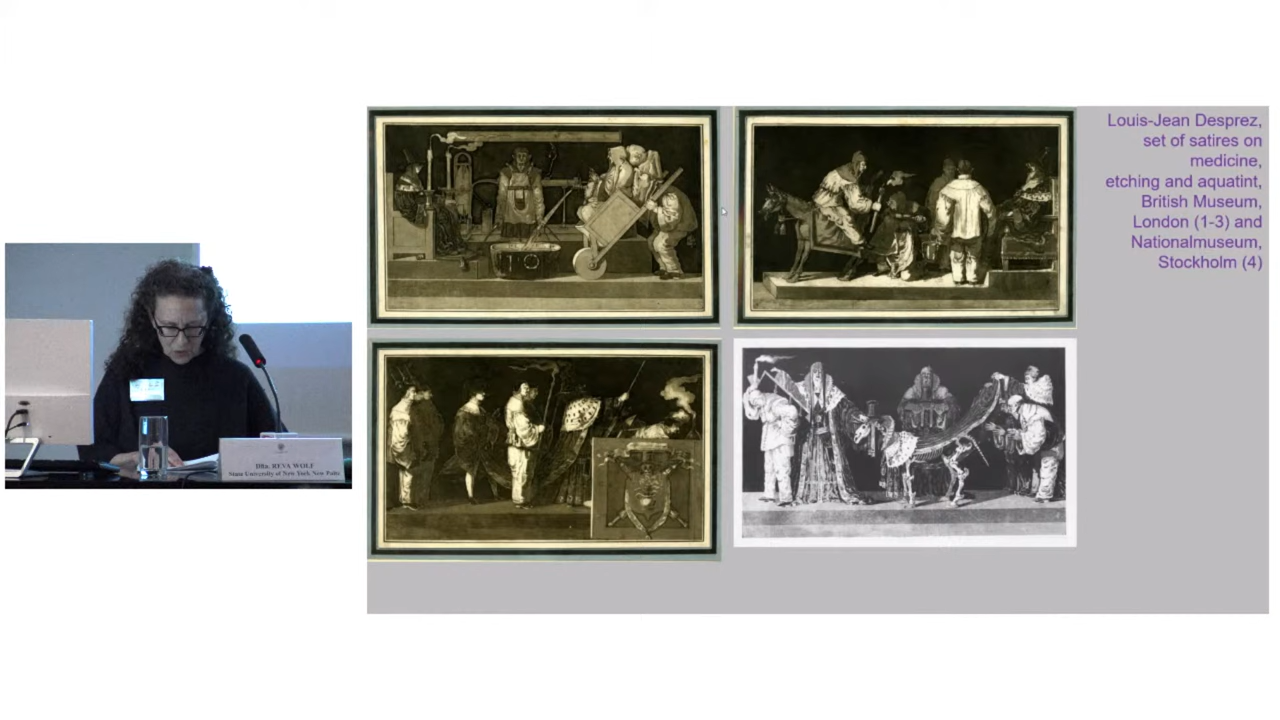 Louis-Jean Desprez,
set of satires on
medicine,
etching and aquatint,
British Museum,
London (1-3) and
Nationalmuseum,
Stockholm (4)
DRa. REVA WOLF
State University of New York New Paltz